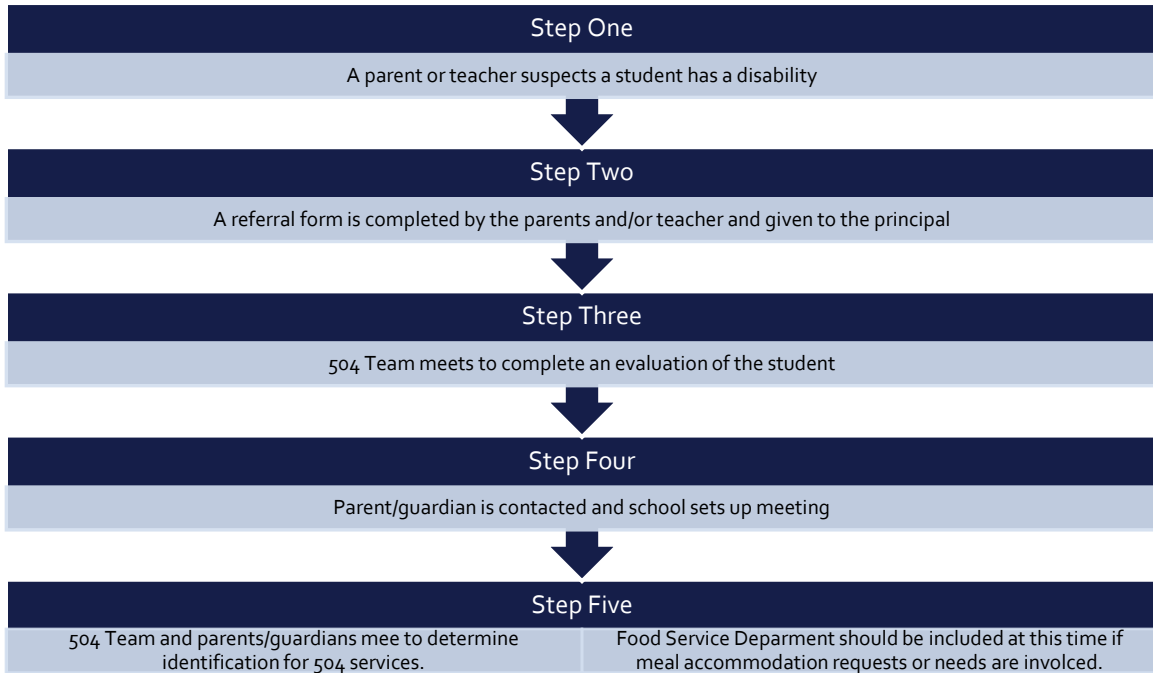 Step One
A parent or teacher suspects a student has a disability
Step Two
A referral form is completed by the parents and/or teacher and given to the principal
Step Three
504 Team meets to complete an evaluation of the student
Step Four
Parent/guardian is contacted and school sets up meeting
Step Five
504 Team and parents/guardians mee to determine
identification for 504 services.
Food Service Deparment should be included at this time if
meal accommodation requests or needs are involced.